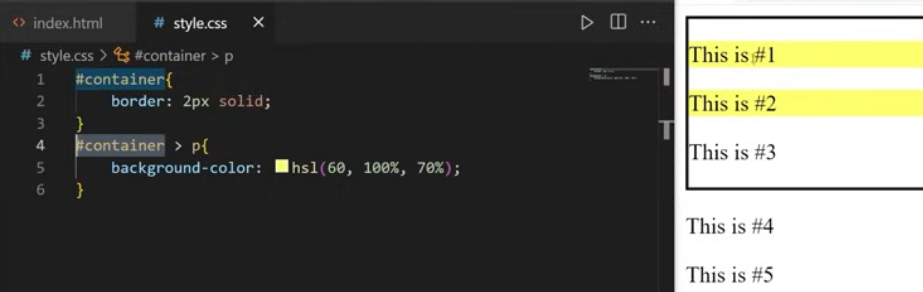 <> index.html # style.css ×
# style.css > #container > p
1 #container{
2 border: 2px solid;
3 }
4 #container > p{
5 background-color: hsl(60, 100%, 70%);
6 }
This is #1
This is #2
This is #3
This is #4
This is #5